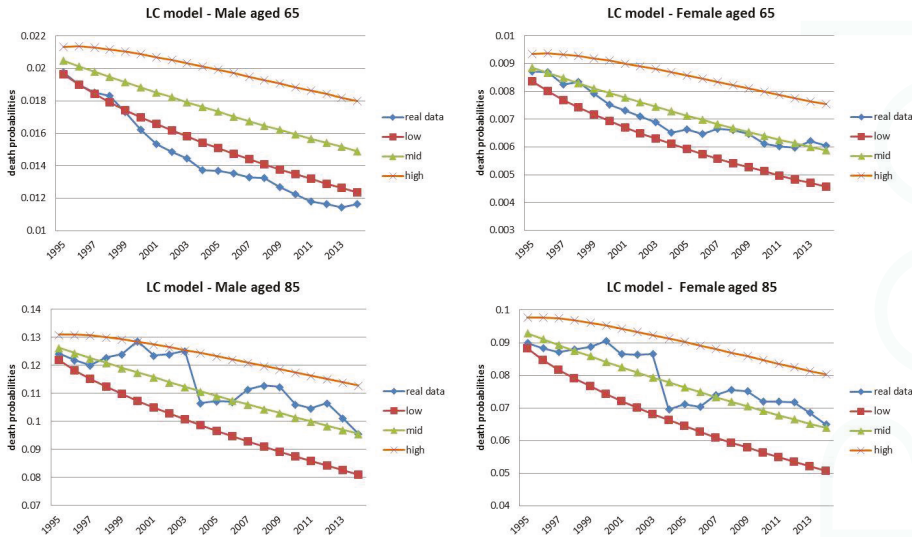 LC model - Male aged 65
death probabilities
0.022
0.02
0.018
0.016
0.014
0.012
0.01
1995
1997
1999
2001
2003
2005
2007
2009
2011
2013
real data
low
mid
high
LC model - Female aged 65
death probabilities
0.01
0.009
0.008
0.007
0.006
0.005
0.004
0.003
1995
1997
1999
2001
2003
2005
2007
2009
2011
2013
real data
low
mid
high
LC model - Male aged 85
death probabilities
0.14
0.13
0.12
0.11
0.1
0.09
0.08
0.07
1995
1997
1999
2001
2003
2005
2007
2009
2011
2013
real data
low
mid
high
LC model - Female aged 85
death probabilities
0.1
0.09
0.08
0.07
0.06
0.05
0.04
1995
1997
1999
2001
2003
2005
2007
2009
2011
2013
real data
low
mid
high